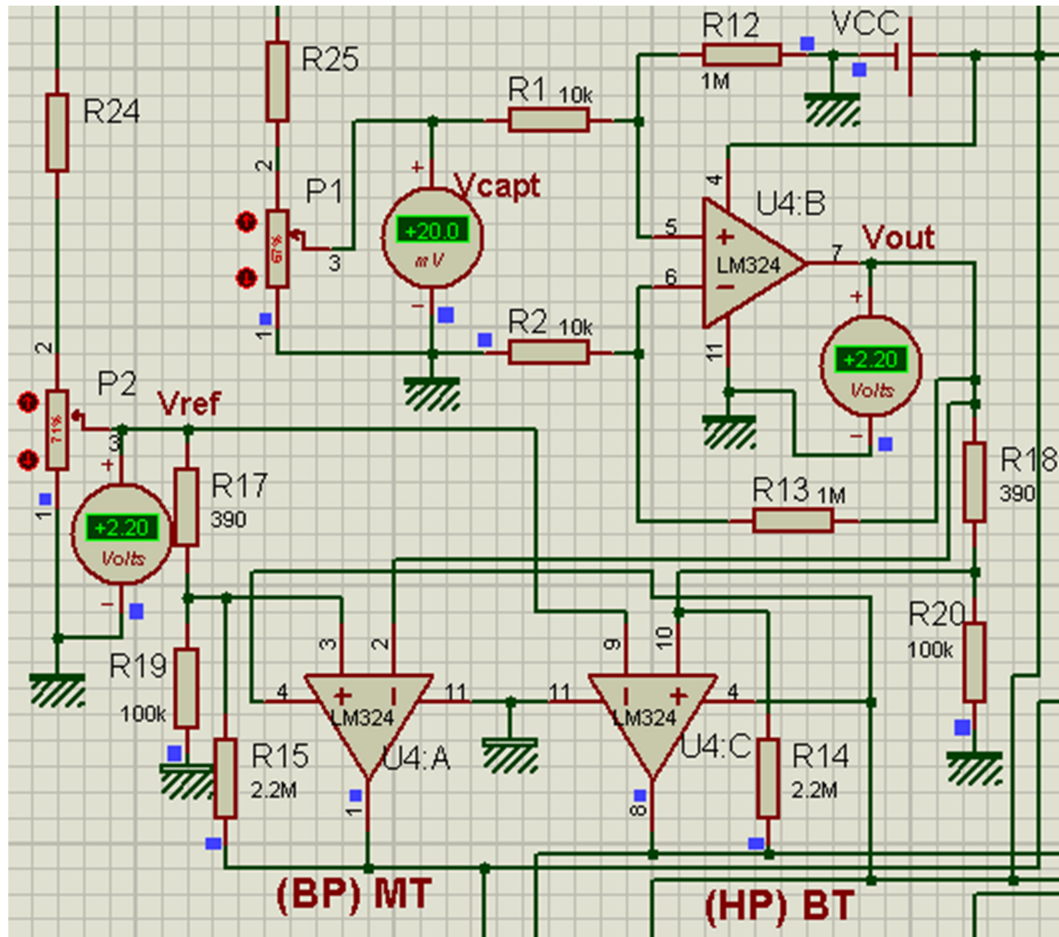 R12
VCC
1M
R25
R24
R1 10k
2
P1
Vcapt
4
U4:B
67%
3
+
+20.0
mV
−
5
+
6
−
LM324
7
Vout
11
1
R2 10k
+
+2.20
Volts
−
2
P2
Vref
71%
3
1
+
+2.20
Volts
−
R17
390
R13 1M
R18
390
R19
100k
R20
100k
3
2
9
10
4
+
−
11
11
−
+
4
LM324
LM324
U4:A
U4:C
R15
2.2M
R14
2.2M
1
8
(BP) MT
(HP) BT